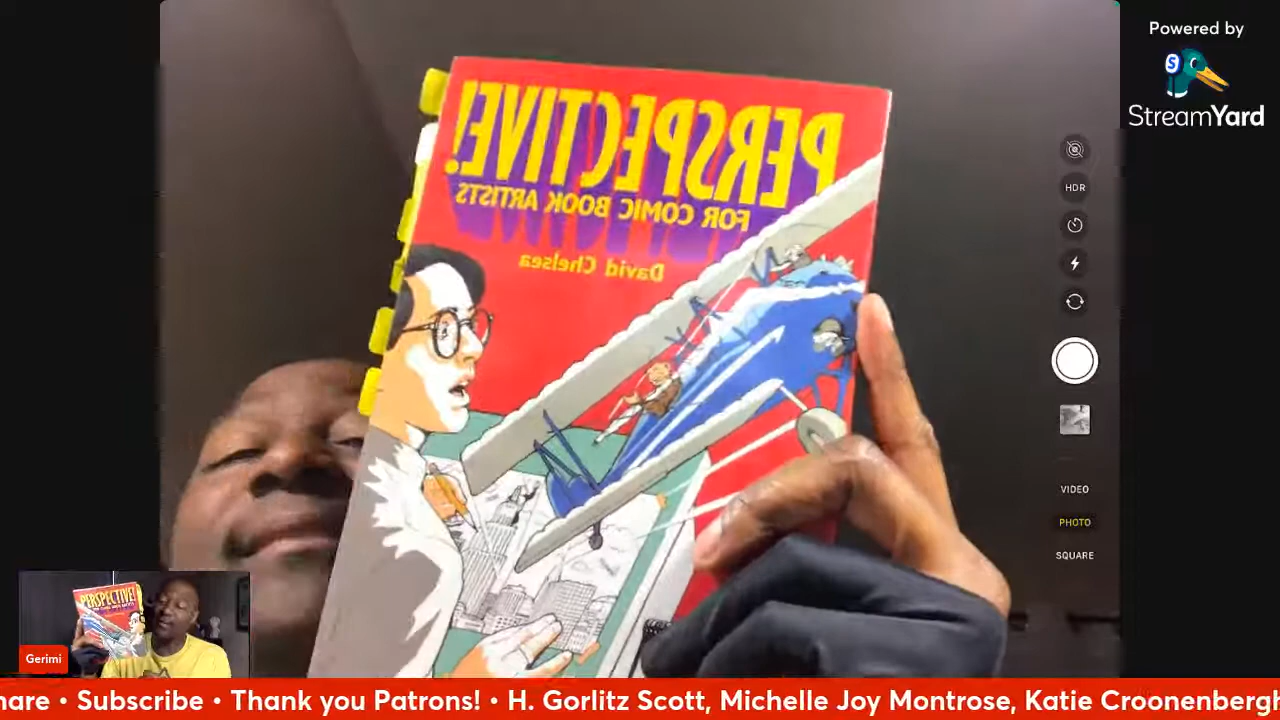 Powered by
StreamYard
PERSPECTIVE!
FOR COMIC BOOK ARTISTS
David Chelsea
HDR
VIDEO
PHOTO
SQUARE
PERSPECTIVE!
Gerimi
hare • Subscribe • Thank you Patrons! • H. Gorlitz Scott, Michelle Joy Montrose, Katie Croonenbergh